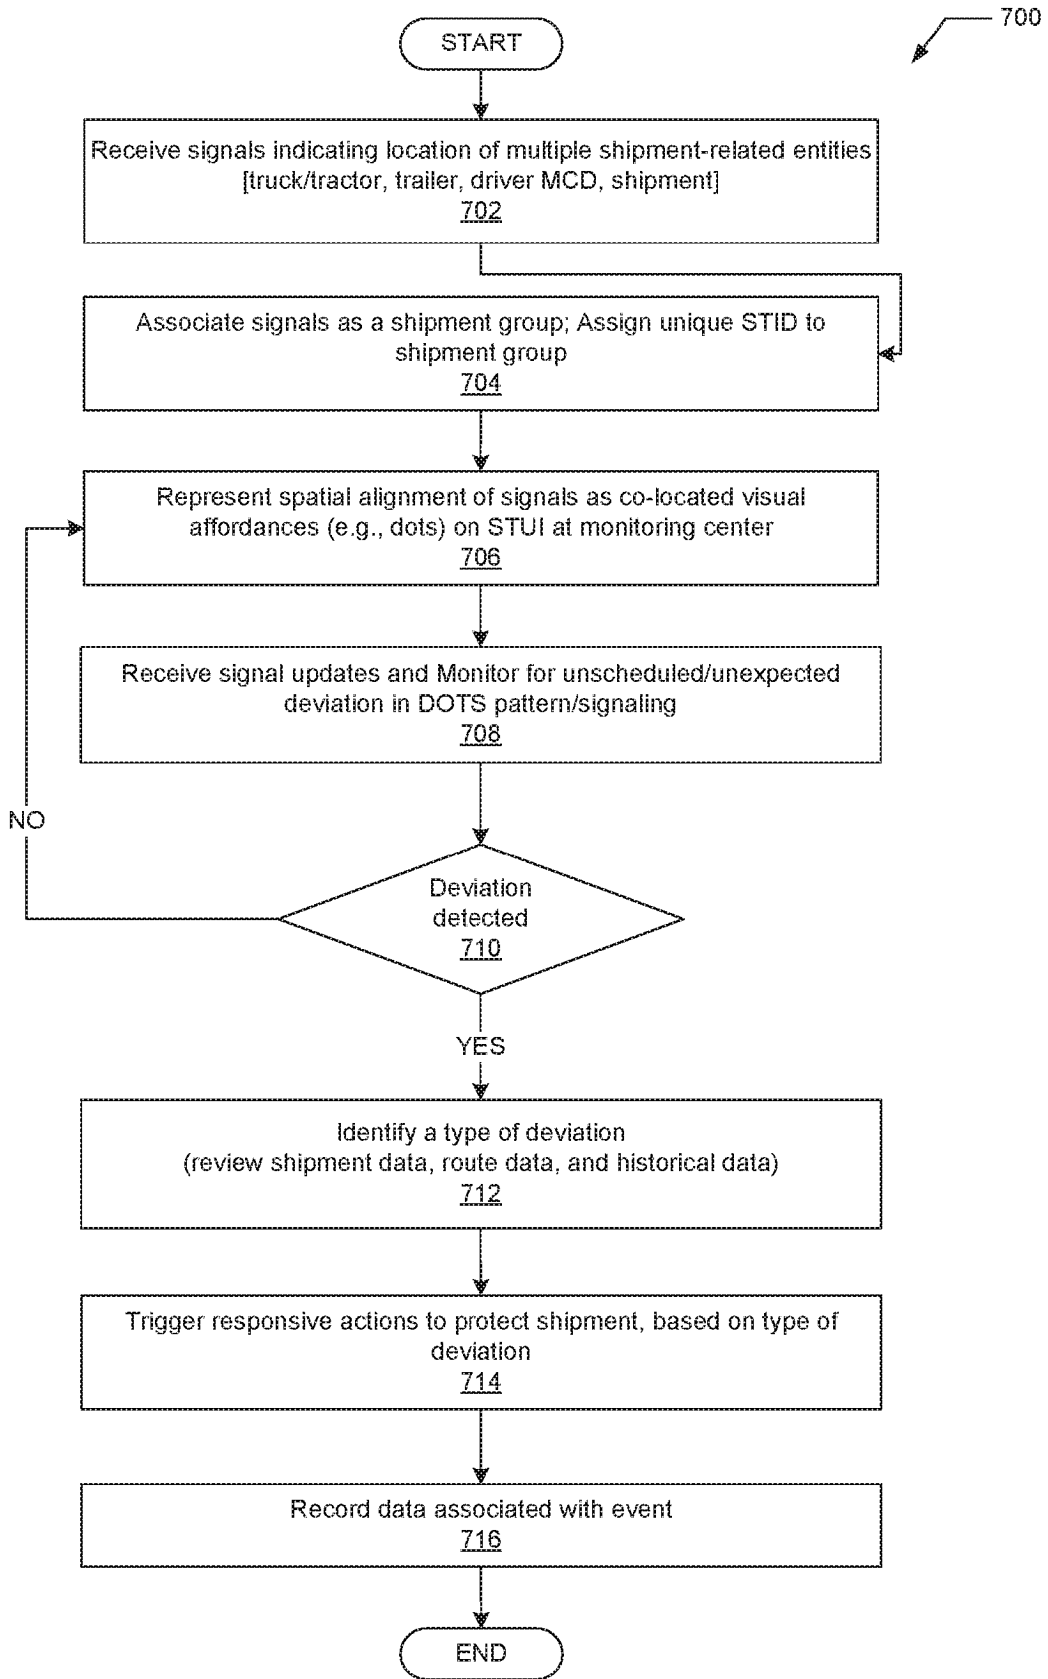 700
START
Receive signals indicating location of multiple shipment-related entities
[truck/tractor, trailer, driver MCD, shipment]
702
Associate signals as a shipment group; Assign unique STID to
shipment group
704
Represent spatial alignment of signals as co-located visual
affordances (e.g., dots) on STUI at monitoring center
706
Receive signal updates and Monitor for unscheduled/unexpected
deviation in DOTS pattern/signaling
708
NO
Deviation
detected
710
YES
Identify a type of deviation
(review shipment data, route data, and historical data)
712
Trigger responsive actions to protect shipment, based on type of
deviation
714
Record data associated with event
716
END